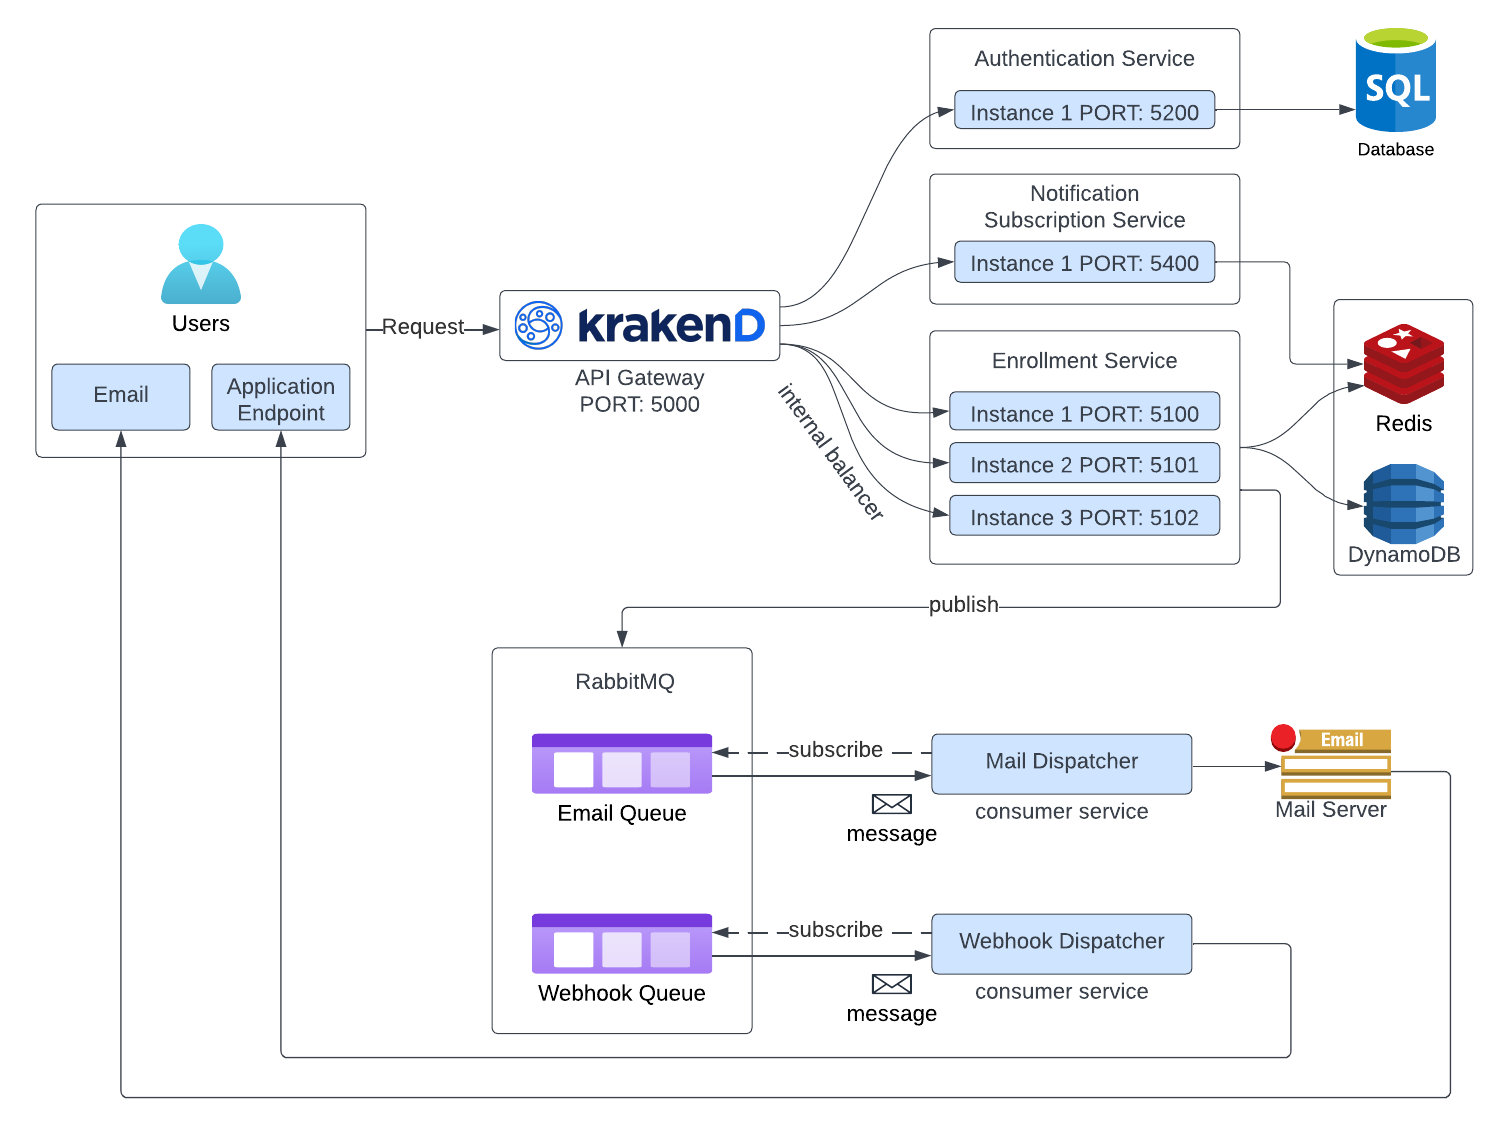 Authentication Service
Instance 1 PORT: 5200
SQL
Database
Notification
Subscription Service
Instance 1 PORT: 5400
Users
Email
Application
Endpoint
Request
krakenD
API Gateway
PORT: 5000
internal balancer
Enrollment Service
Instance 1 PORT: 5100
Instance 2 PORT: 5101
Instance 3 PORT: 5102
Redis
DynamoDB
publish
RabbitMQ
Email Queue
subscribe
message
Mail Dispatcher
consumer service
Email
Mail Server
Webhook Queue
subscribe
message
Webhook Dispatcher
consumer service